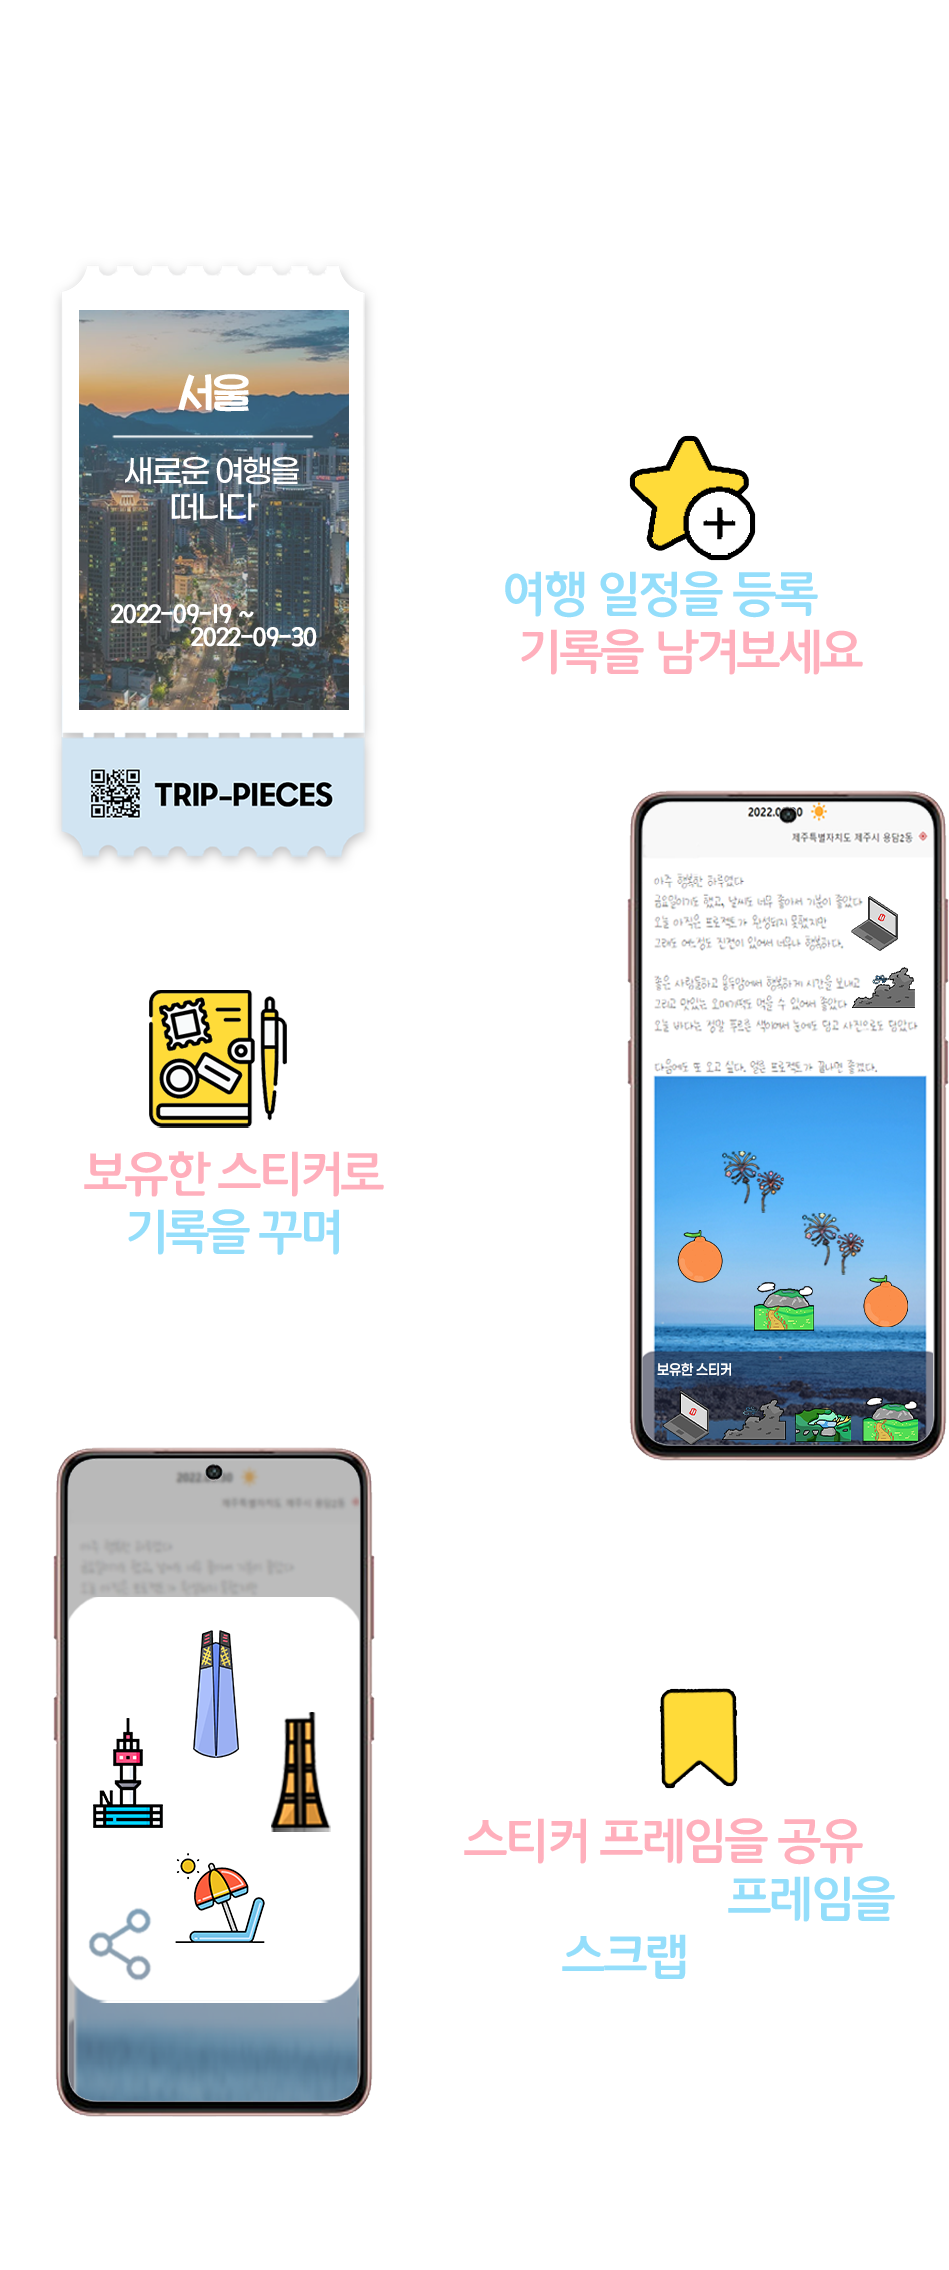 서울
새로운 여행을
떠나다
2022-09-19 ~
2022-09-30
TRIP-PIECES
여행 일정을 등록
기록을 남겨보세요
제주특별자치도 제주시 용담2동
아주 행복한 하루였다
금요일이기도 했고, 날씨도 너무 좋아서 기분이 좋았다
오늘 아직은 프로젝트가 완성되지 못했지만
그래도 어느정도 진전이 있어서 너무나 행복하다.
좋은 사람들하고 용두암에서 행복하게 시간을 보내고
그리고 맛있는 오메기떡도 먹을 수 있어서 좋았다
오늘 바다는 정말 푸르른 색이여서 눈에도 담고 사진으로도 담았다
다음에도 또 오고 싶다. 얼른 프로젝트가 끝나면 좋겠다.
보유한 스티커
보유한 스티커로
기록을 꾸며
N
스티커 프레임을 공유
프레임을
스크랩